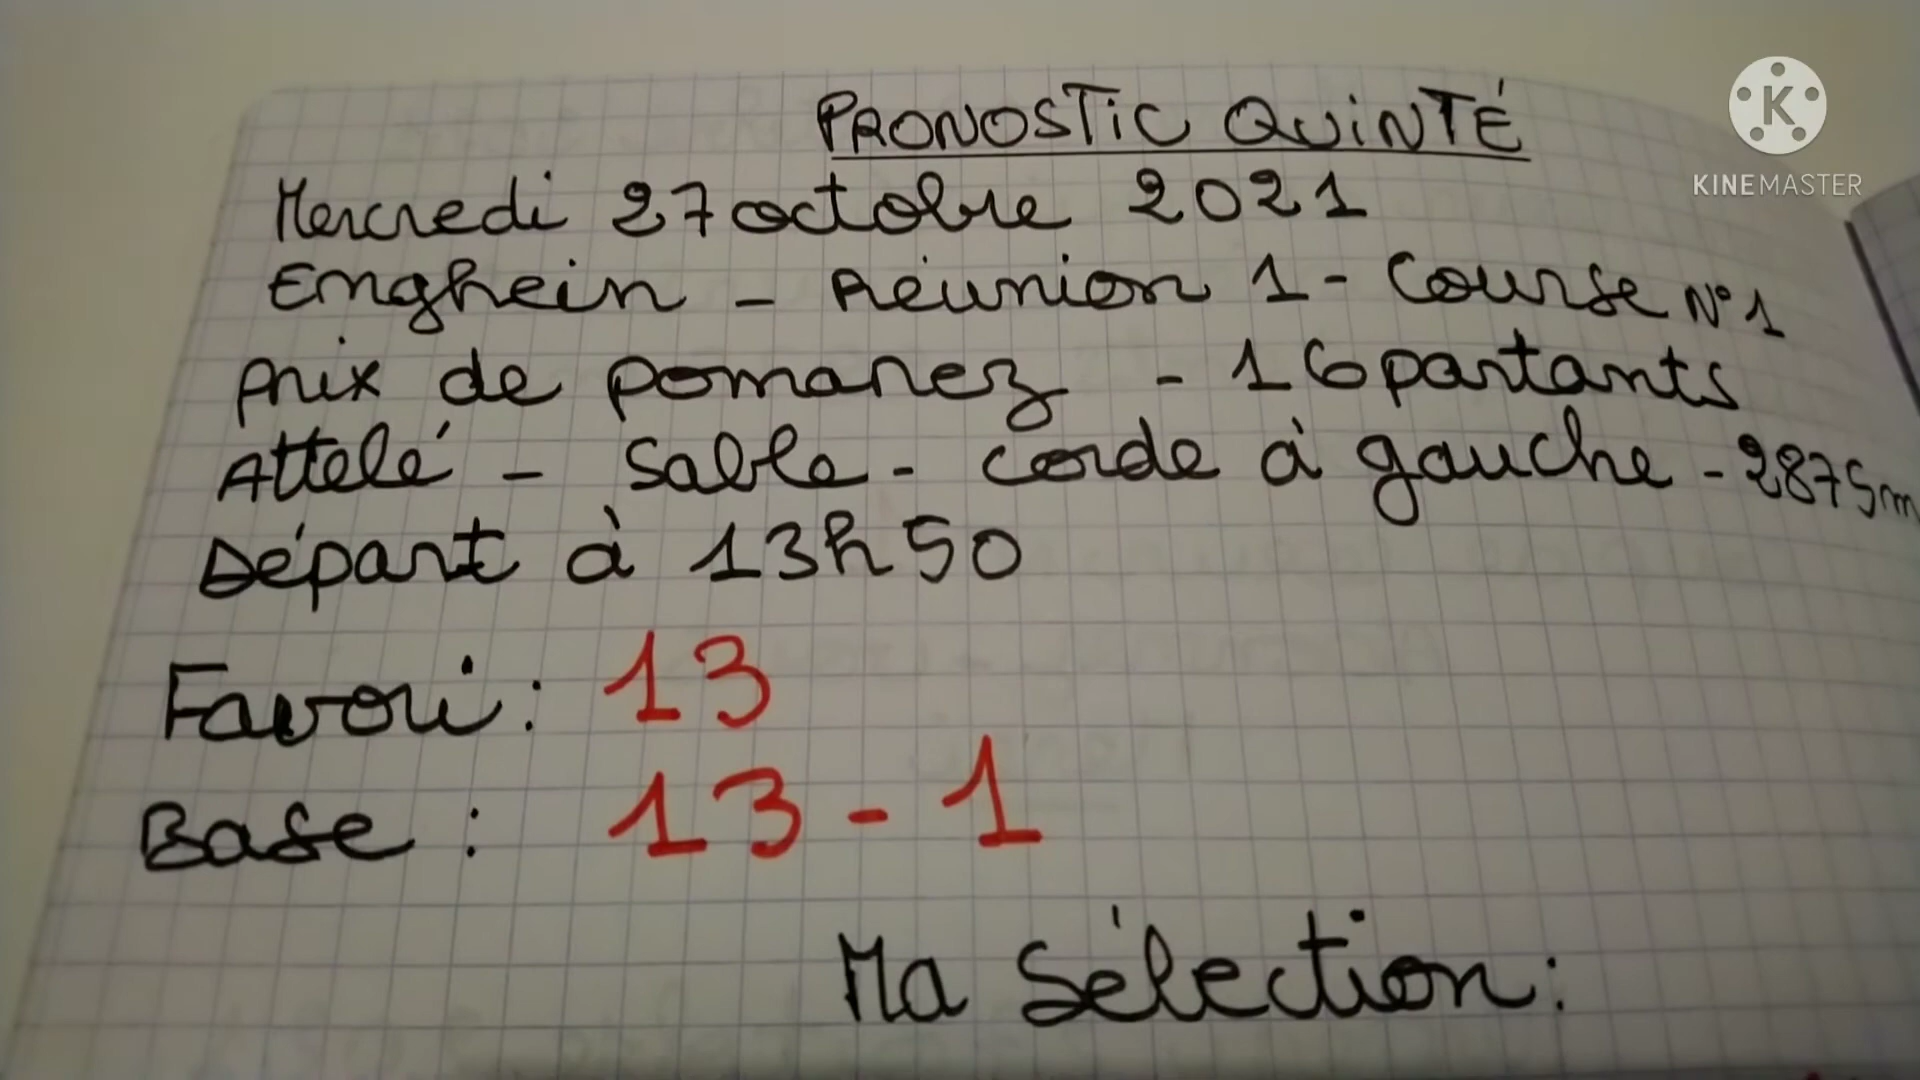 PRONOSTIC QUINTÉ
K
KINEMASTER
Mercredi 27 octobre 2021
Enghein - Réunion 1 - Course N°1
Prix de pomarez - 16 partants
Attelé - Sable - Corde à gauche - 2875m
Départ à 13h50
Favori : 13
Base : 13 - 1
Ma Sélection :